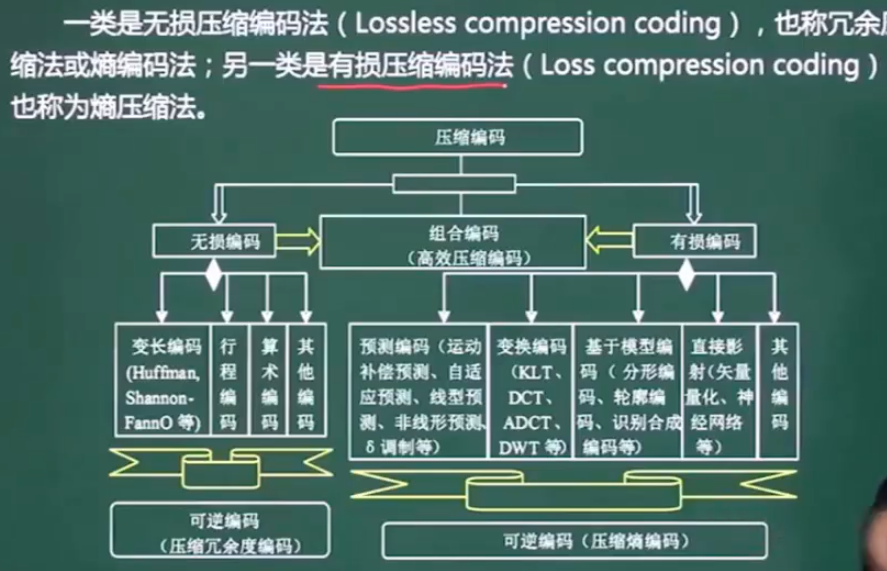 一类是无损压缩编码法（Lossless compression coding），也称冗余
缩法或熵编码法；另一类是有损压缩编码法（Loss compression coding）
也称为熵压缩法。
压缩编码
无损编码
组合编码
（高效压缩编码）
有损编码
变长编码
(Huffman,
Shannon-
FannO 等)
行
程
编
码
算
术
编
码
其
他
编
码
预测编码（运动
补偿预测、自适
应预测、线型预
测、非线形预测、
δ 调制等）
变换编码
（KLT、
DCT、
ADCT、
DWT 等）
基于模型编
码（ 分形编
码、轮廓编
码、识别合成
编码等）
直接影
射（矢量
量化、神
经网络
等）
其
他
编
码
可逆编码
（压缩冗余度编码）
可逆编码（压缩熵编码）